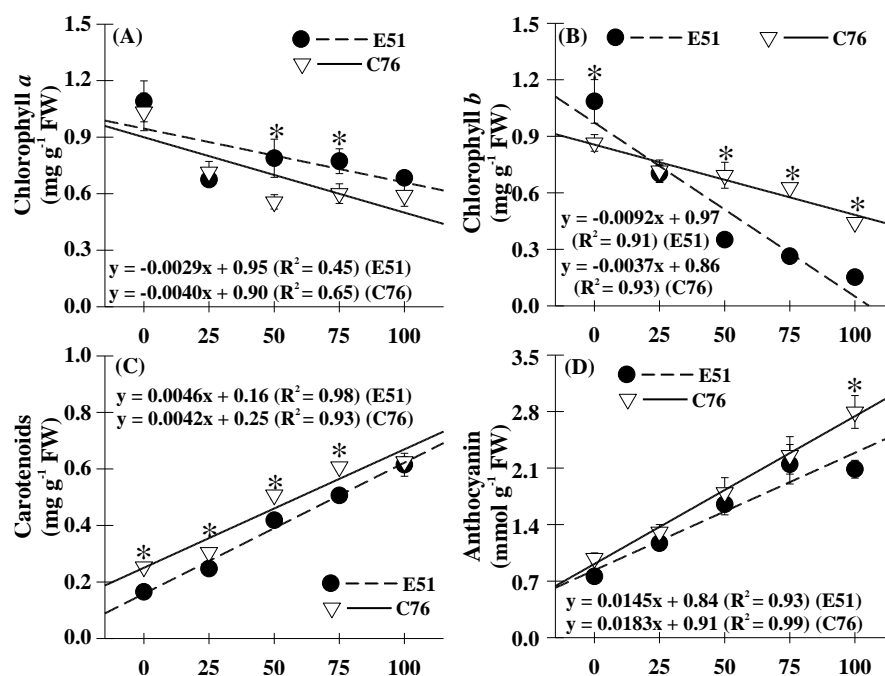 (A)
E51
C76
Chlorophyll a
(mg g⁻¹ FW)
1.5
1.2
0.9
0.6
0.3
0.0
* *
y = -0.0029x + 0.95 (R² = 0.45) (E51)
y = -0.0040x + 0.90 (R² = 0.65) (C76)
0 25 50 75 100
(B)
E51 C76
Chlorophyll b
(mg g⁻¹ FW)
1.5
1.2
0.9
0.6
0.3
0.0
* * * *
y = -0.0092x + 0.97
(R² = 0.91) (E51)
y = -0.0037x + 0.86
(R² = 0.93) (C76)
0 25 50 75 100
(C)
y = 0.0046x + 0.16 (R² = 0.98) (E51)
y = 0.0042x + 0.25 (R² = 0.93) (C76)
Carotenoids
(mg g⁻¹ FW)
1.0
0.8
0.6
0.4
0.2
0.0
* * * *
E51
C76
0 25 50 75 100
(D)
E51
C76
Anthocyanin
(mmol g⁻¹ FW)
3.5
2.8
2.1
1.4
0.7
0.0
*
y = 0.0145x + 0.84 (R² = 0.93) (E51)
y = 0.0183x + 0.91 (R² = 0.99) (C76)
0 25 50 75 100